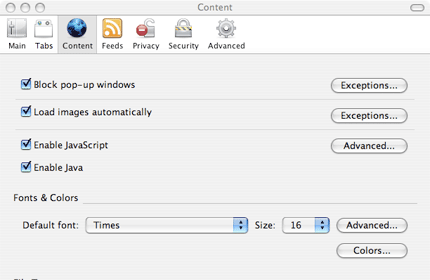 Content
Main Tabs Content Feeds Privacy Security Advanced
Block pop-up windows Exceptions...
Load images automatically Exceptions...
Enable JavaScript Advanced...
Enable Java
Fonts & Colors
Default font: Times Size: 16 Advanced...
Colors...